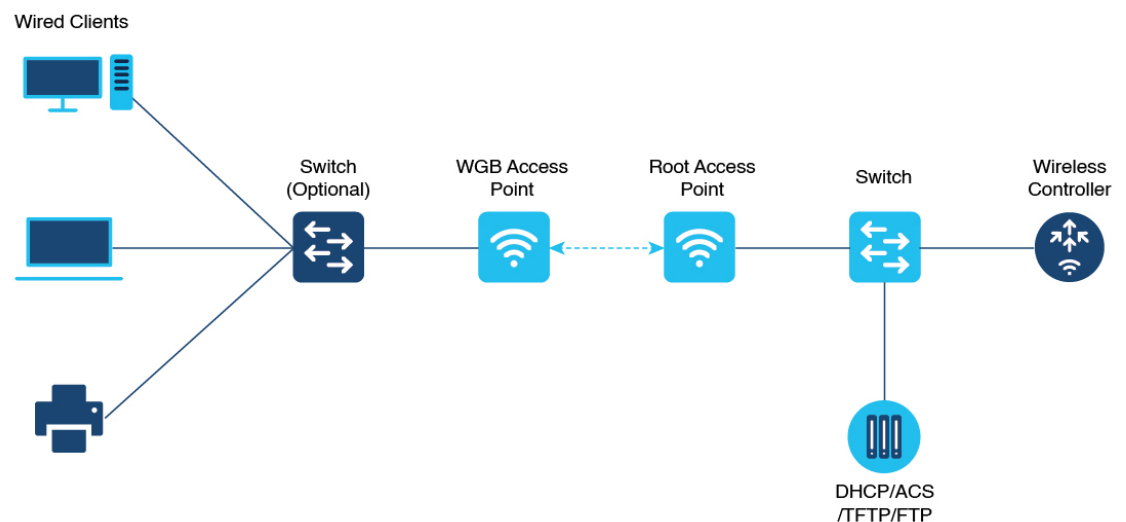 Wired Clients
Switch
(Optional)
WGB Access
Point
Root Access
Point
Switch
Wireless
Controller
DHCP/ACS
/TFTP/FTP